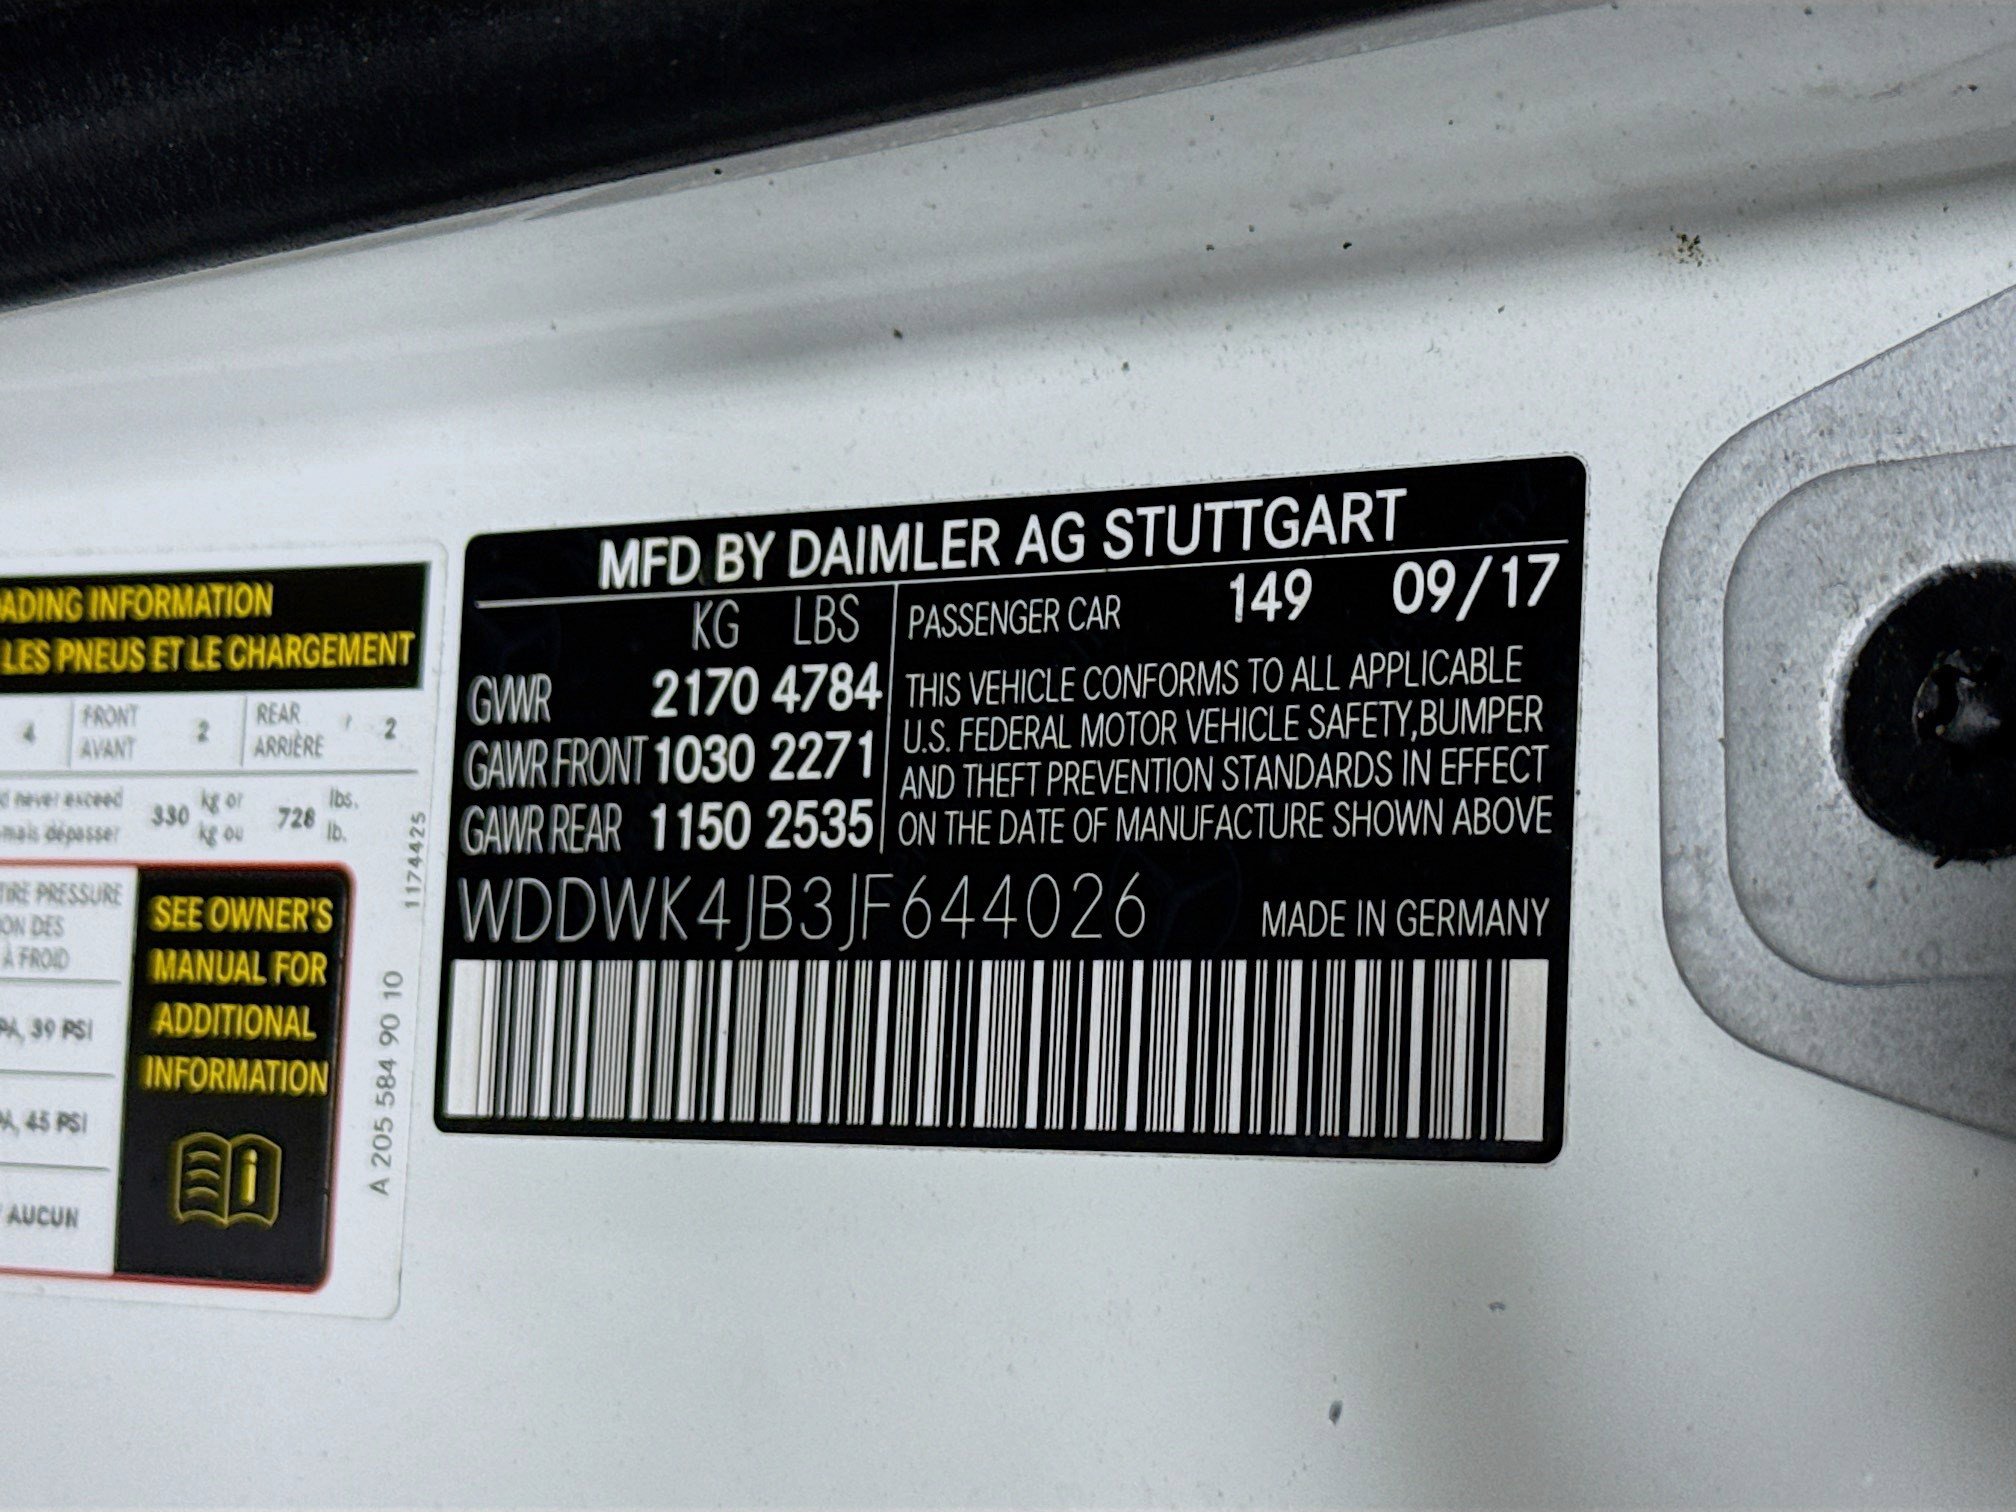 ADING INFORMATION
LES PNEUS ET LE CHARGEMENT
4 FRONT AVANT 2 REAR ARRIÈRE 2
never exceed 330 kg or 728 lbs.
dépasser kg ou lb.
TIRE PRESSURE
DES
À FROID
39 PSI
45 PSI
AUCUN
SEE OWNER'S
MANUAL FOR
ADDITIONAL
INFORMATION
i
A 205 584 90 10
1174425
MFD BY DAIMLER AG STUTTGART
KG LBS
GVWR 2170 4784
GAWR FRONT 1030 2271
GAWR REAR 1150 2535
PASSENGER CAR 149 09/17
THIS VEHICLE CONFORMS TO ALL APPLICABLE
U.S. FEDERAL MOTOR VEHICLE SAFETY,BUMPER
AND THEFT PREVENTION STANDARDS IN EFFECT
ON THE DATE OF MANUFACTURE SHOWN ABOVE
WDDWK4JB3JF644026 MADE IN GERMANY